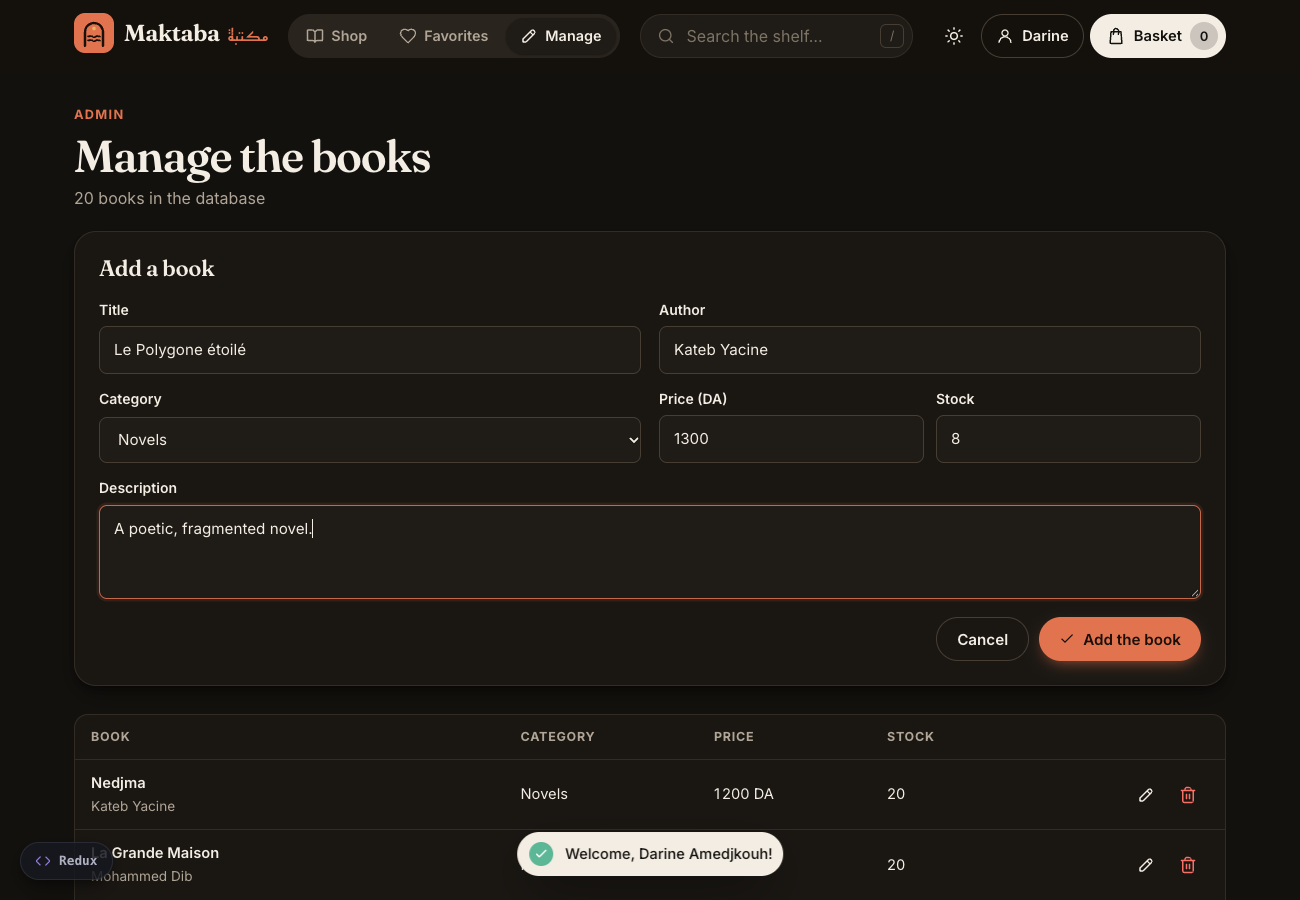 Maktaba مكتبة
Shop
Favorites
Manage
Search the shelf... /
Darine
Basket 0
ADMIN
Manage the books
20 books in the database
Add a book
Title
Author
Le Polygone étoilé
Kateb Yacine
Category
Price (DA)
Stock
Novels
1300
8
Description
A poetic, fragmented novel.
Cancel
Add the book
BOOK CATEGORY PRICE STOCK
Nedjma
Kateb Yacine
Novels 1200 DA 20
La Grande Maison
Mohammed Dib
20
Redux
Welcome, Darine Amedjkouh!